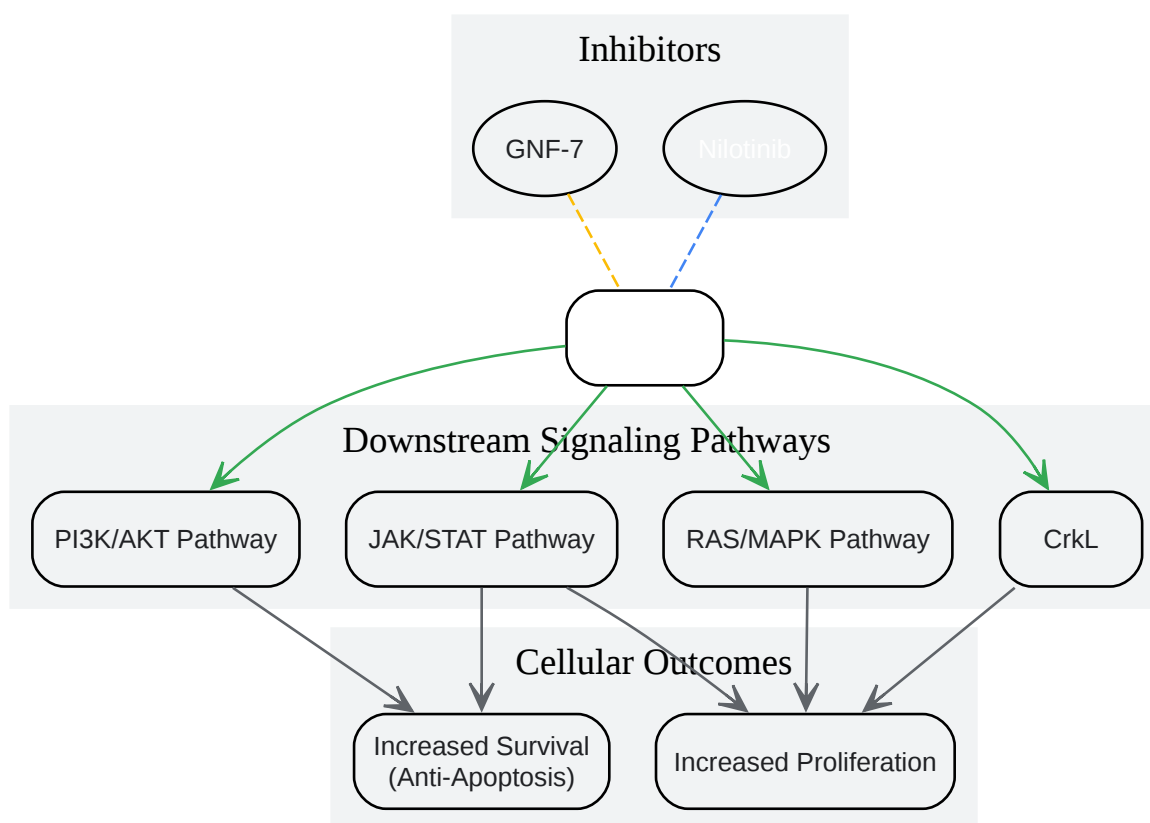 Inhibitors
GNF-7
Nilotinib
Downstream Signaling Pathways
PI3K/AKT Pathway
JAK/STAT Pathway
RAS/MAPK Pathway
CrkL
Cellular Outcomes
Increased Survival
(Anti-Apoptosis)
Increased Proliferation